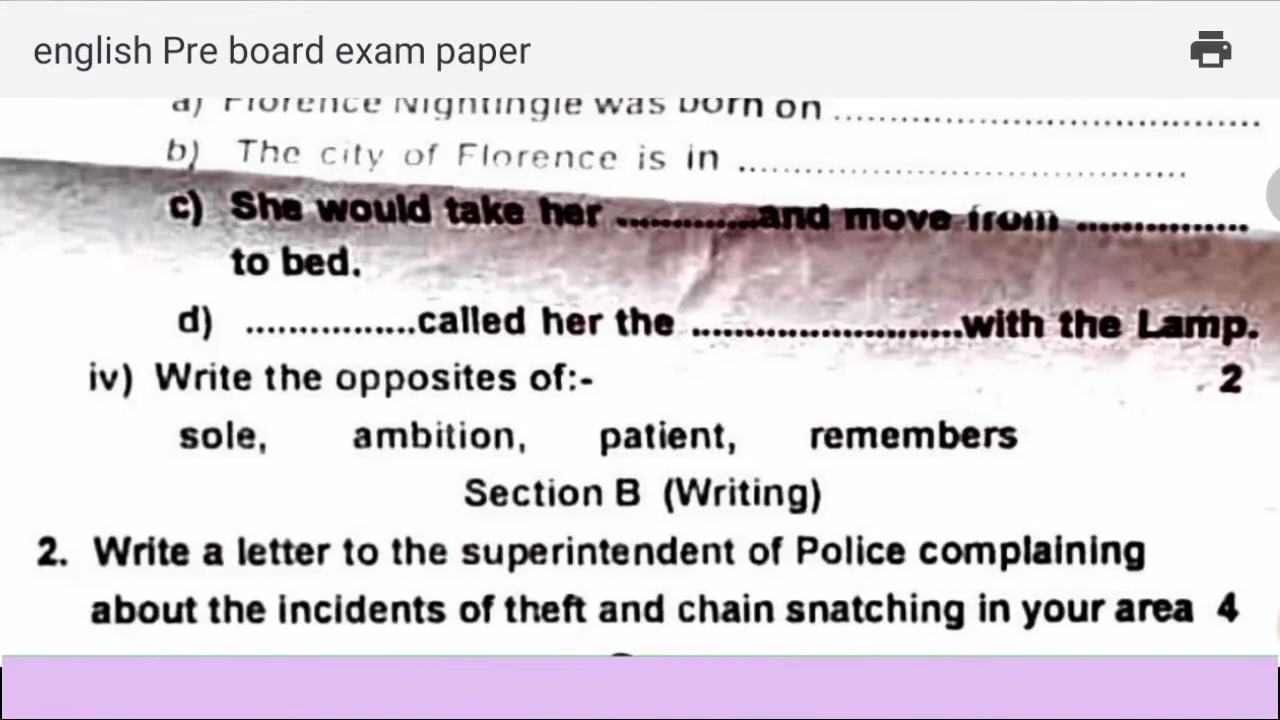 english Pre board exam paper
a) Florence Nightingle was born on ........................................
b) The city of Florence is in ........................................
c) She would take her .............and move from ................
to bed.
d) ................called her the .........................with the Lamp.
iv) Write the opposites of:- 2
sole, ambition, patient, remembers
Section B (Writing)
2. Write a letter to the superintendent of Police complaining
about the incidents of theft and chain snatching in your area 4